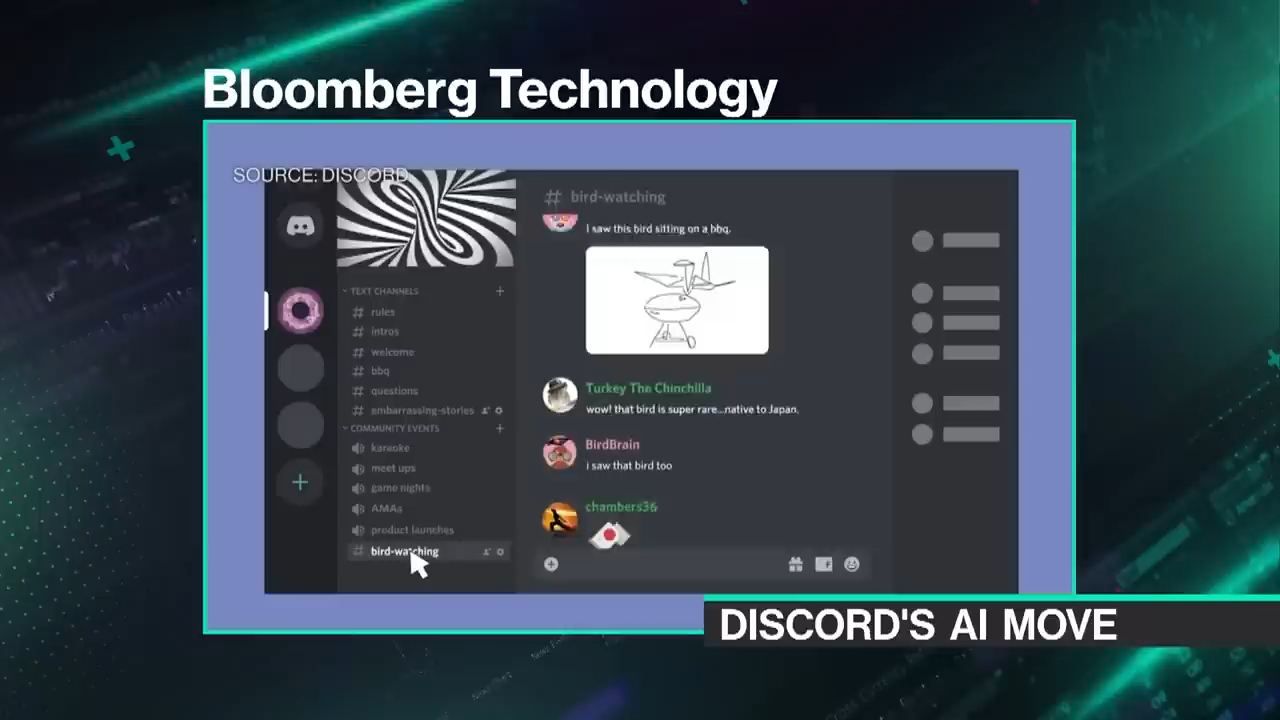 Bloomberg Technology
SOURCE: DISCORD
# bird-watching
I saw this bird sitting on a bbq.
TEXT CHANNELS +
# rules
# intros
# welcome
# bbq
# questions
# embarrassing-stories
COMMUNITY EVENTS +
karaoke
meet ups
game nights
AMAs
product launches
# bird-watching
+
Turkey The Chinchilla
wow! that bird is super rare...native to Japan.
BirdBrain
i saw that bird too
chambers36
DISCORD'S AI MOVE